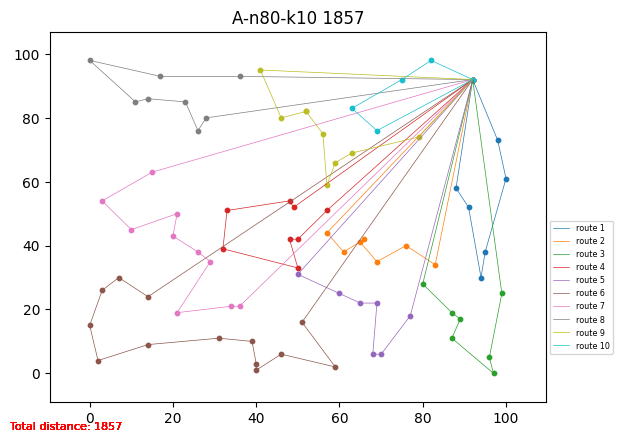 A-n80-k10 1857
100
80
60
40
20
0
0 20 40 60 80 100
route 1
route 2
route 3
route 4
route 5
route 6
route 7
route 8
route 9
route 10
Total distance: 1857